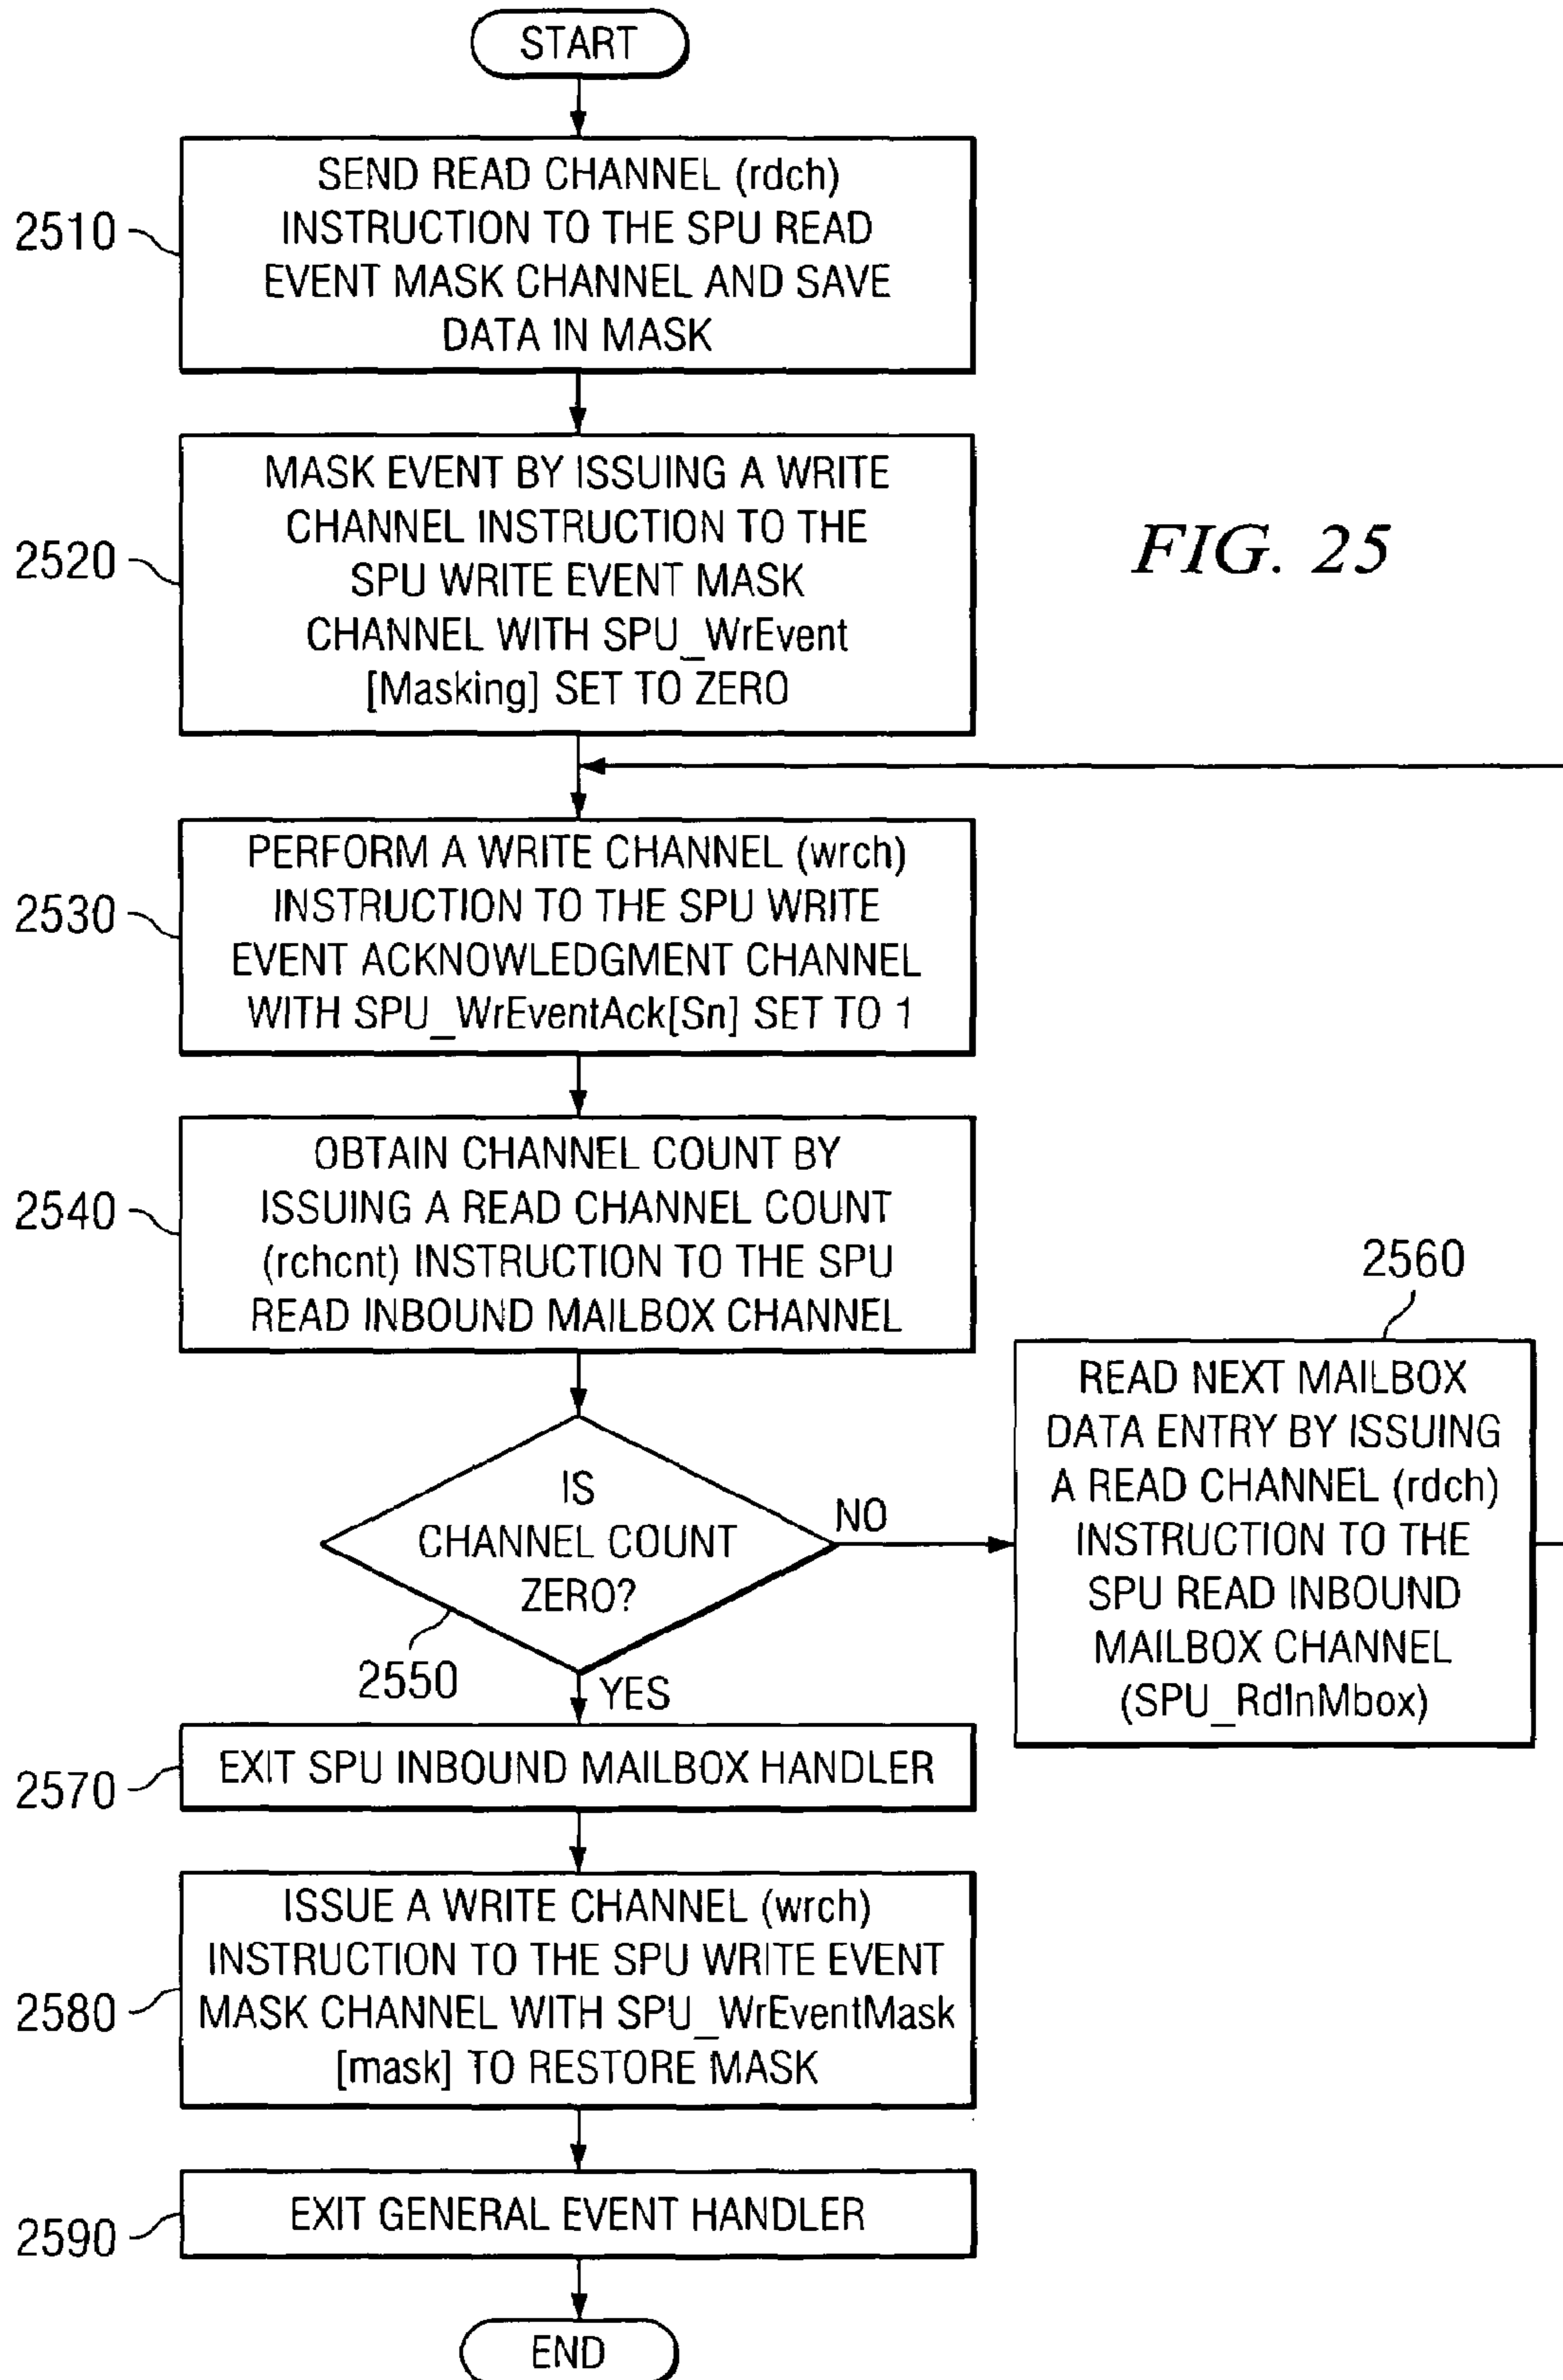 START
2510
SEND READ CHANNEL (rdch)
INSTRUCTION TO THE SPU READ
EVENT MASK CHANNEL AND SAVE
DATA IN MASK
2520
MASK EVENT BY ISSUING A WRITE
CHANNEL INSTRUCTION TO THE
SPU WRITE EVENT MASK
CHANNEL WITH SPU_WrEvent
[Masking] SET TO ZERO
FIG. 25
2530
PERFORM A WRITE CHANNEL (wrch)
INSTRUCTION TO THE SPU WRITE
EVENT ACKNOWLEDGMENT CHANNEL
WITH SPU_WrEventAck[Sn] SET TO 1
2540
OBTAIN CHANNEL COUNT BY
ISSUING A READ CHANNEL COUNT
(rchcnt) INSTRUCTION TO THE SPU
READ INBOUND MAILBOX CHANNEL
IS
CHANNEL COUNT
ZERO?
2550
NO
YES
2560
READ NEXT MAILBOX
DATA ENTRY BY ISSUING
A READ CHANNEL (rdch)
INSTRUCTION TO THE
SPU READ INBOUND
MAILBOX CHANNEL
(SPU_RdInMbox)
2570
EXIT SPU INBOUND MAILBOX HANDLER
2580
ISSUE A WRITE CHANNEL (wrch)
INSTRUCTION TO THE SPU WRITE EVENT
MASK CHANNEL WITH SPU_WrEventMask
[mask] TO RESTORE MASK
2590
EXIT GENERAL EVENT HANDLER
END